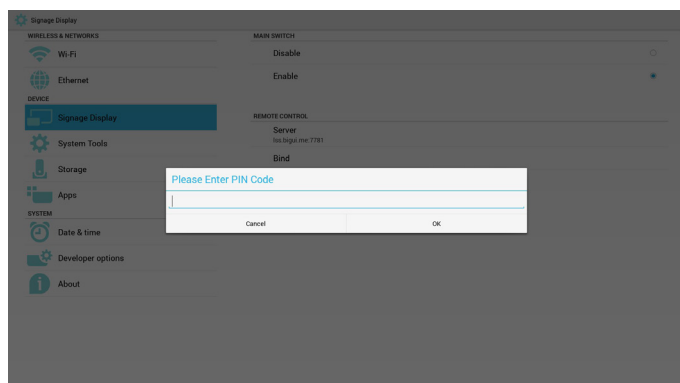 Signage Display
WIRELESS & NETWORKS
Wi-Fi
Ethernet
DEVICE
Signage Display
System Tools
Storage
Apps
SYSTEM
Date & time
Developer options
About
MAIN SWITCH
Disable
Enable
REMOTE CONTROL
Server
Bind
Please Enter PIN Code
Cancel
OK